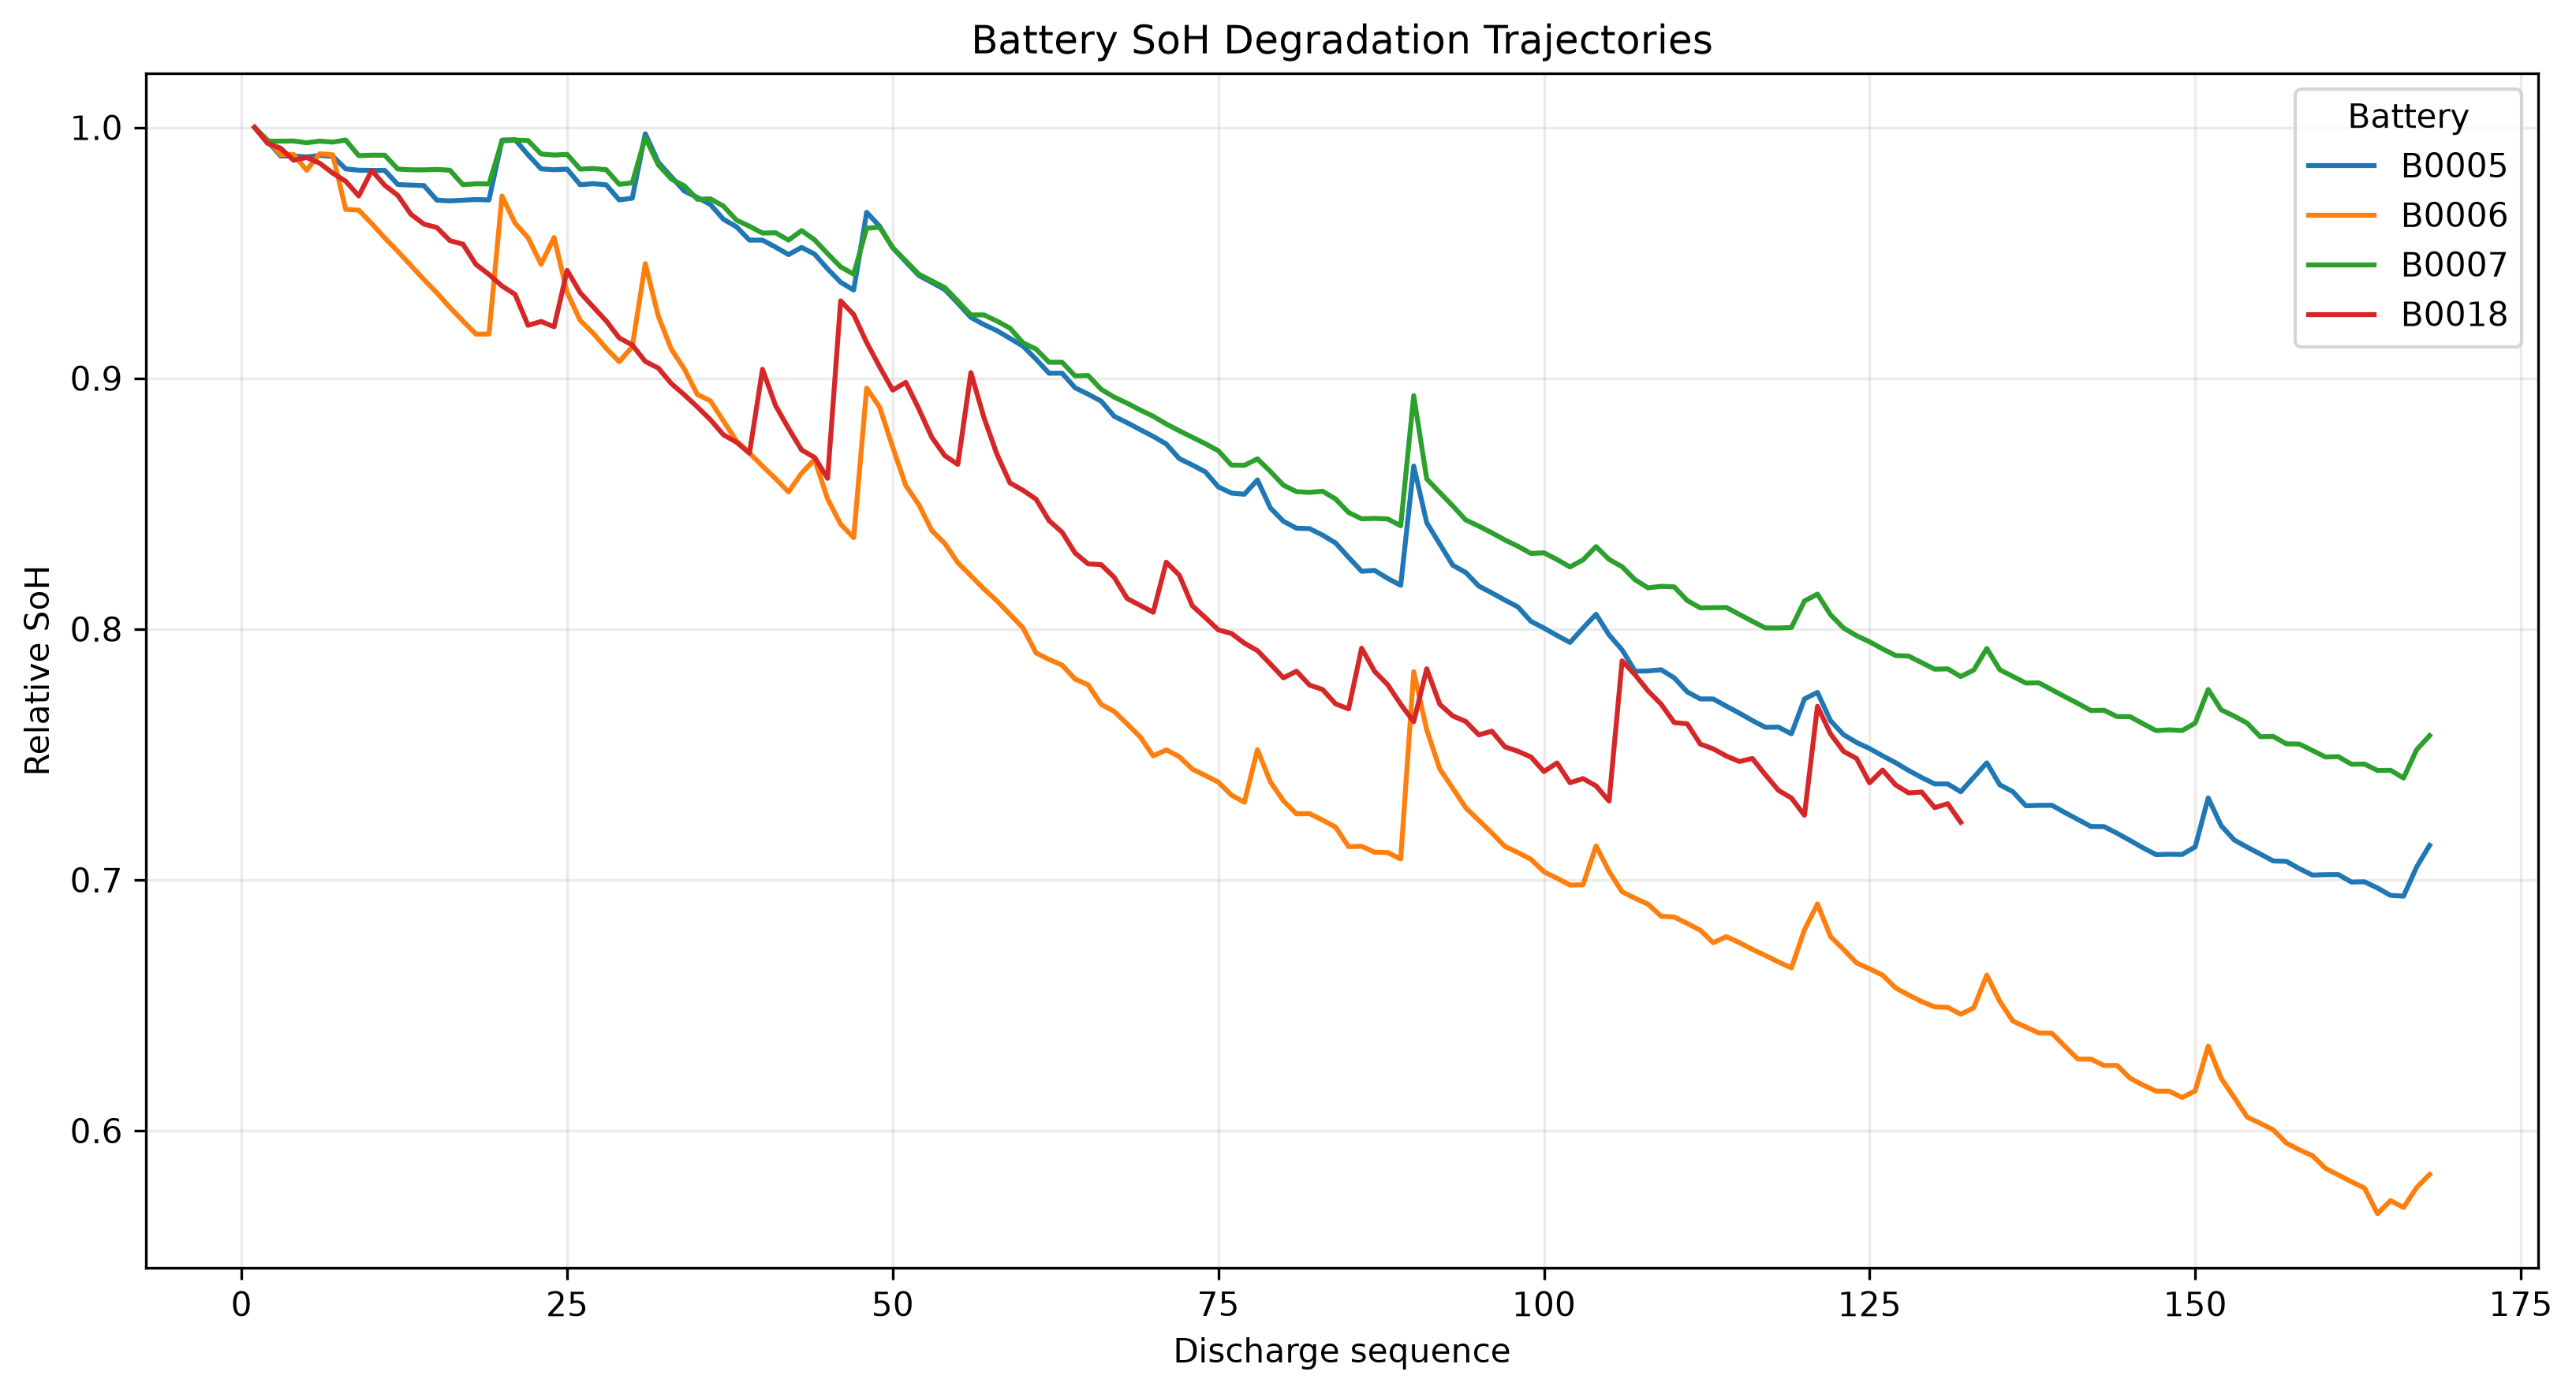 Battery SoH Degradation Trajectories
Battery
B0005
B0006
B0007
B0018
Relative SoH
1.0
0.9
0.8
0.7
0.6
0
25
50
75
100
125
150
175
Discharge sequence